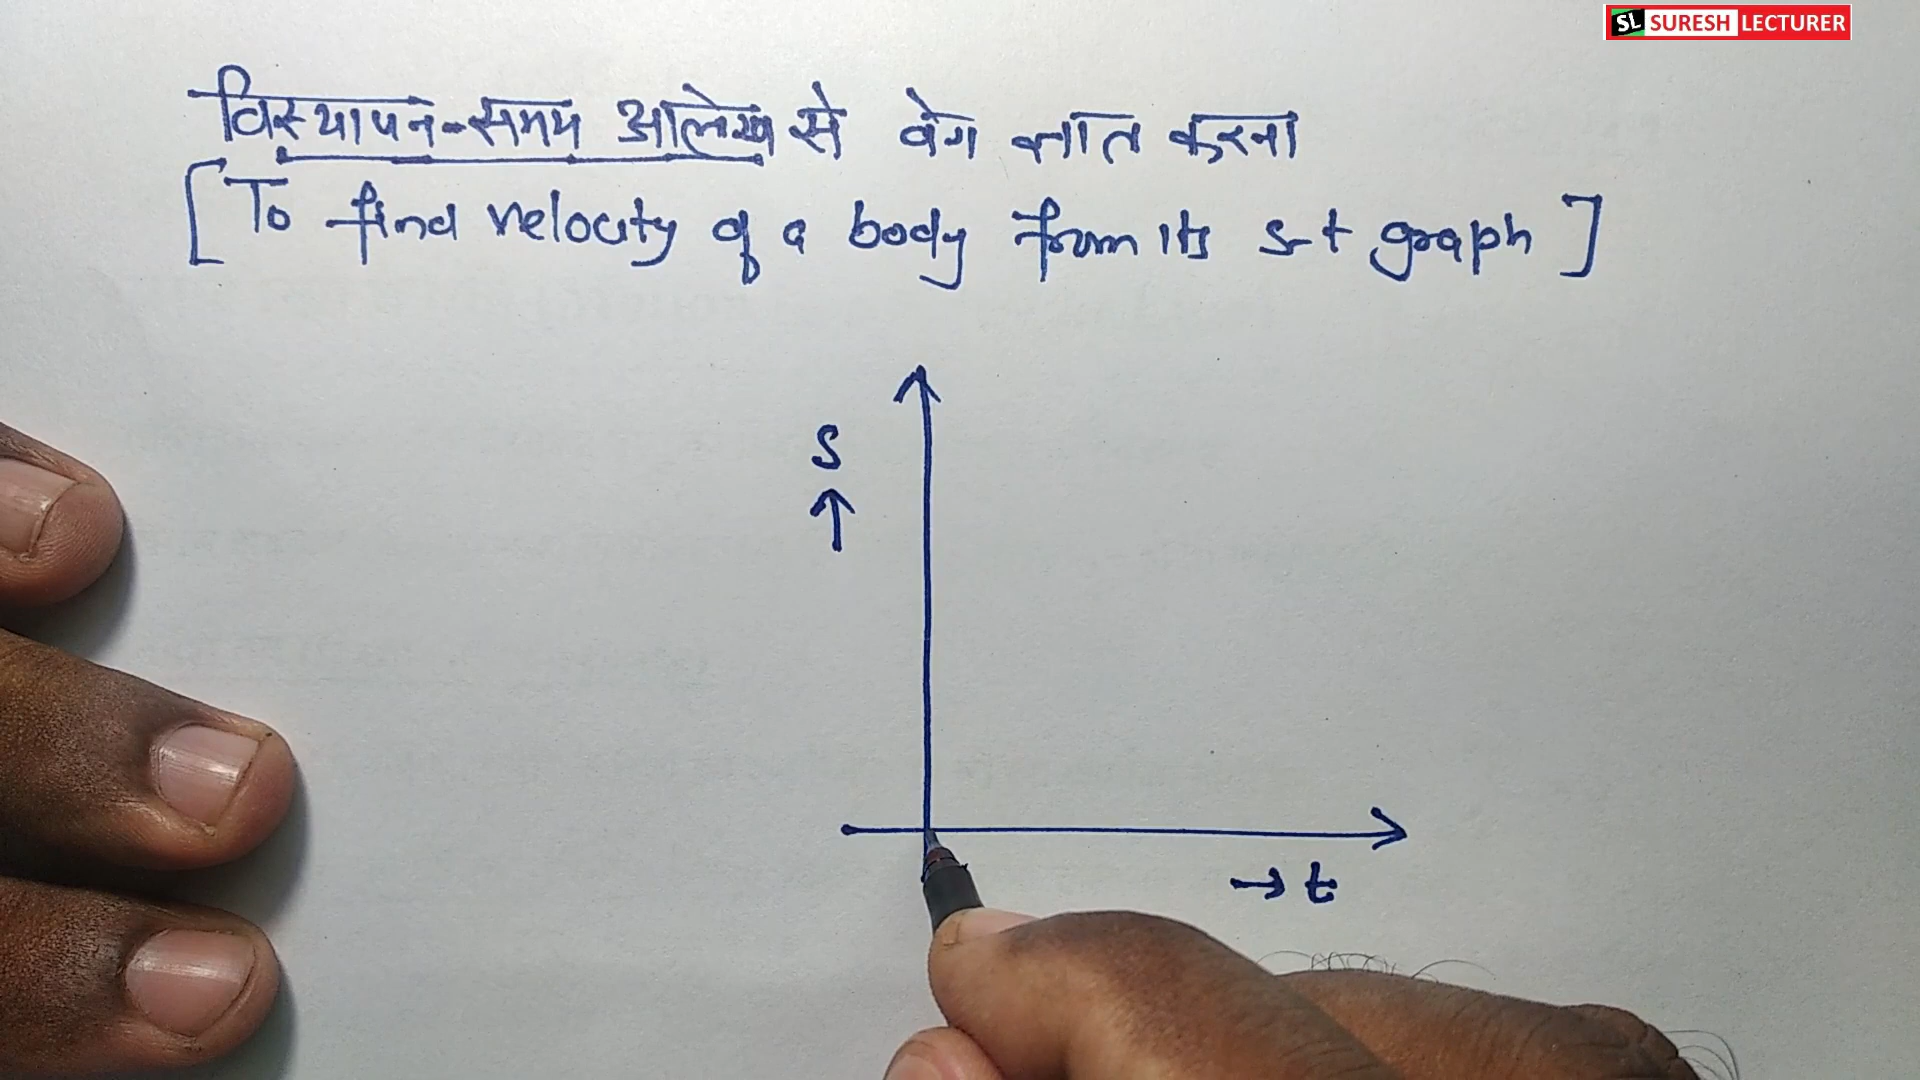 SL SURESH LECTURER
विस्थापन-समय आलेख से वेग ज्ञात करना
[To find velocity of a body from its s-t graph]
S
↑
→ t